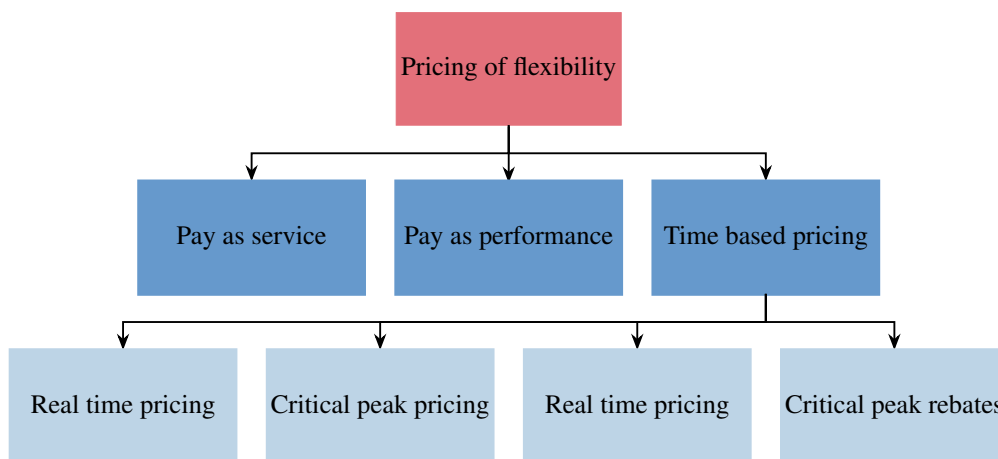 Pricing of flexibility
Pay as service
Pay as performance
Time based pricing
Real time pricing
Critical peak pricing
Real time pricing
Critical peak rebates